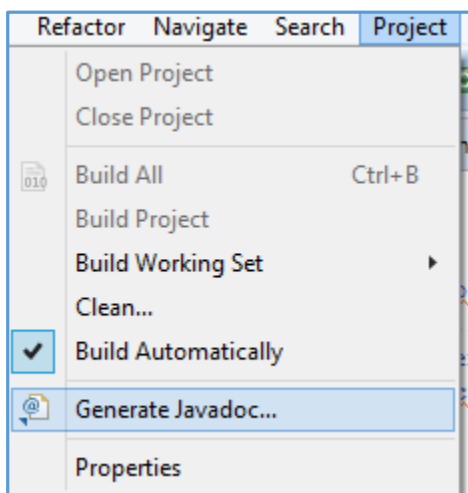 Refactor Navigate Search Project
Open Project
Close Project
Build All Ctrl+B
Build Project
Build Working Set
Clean...
Build Automatically
Generate Javadoc...
Properties